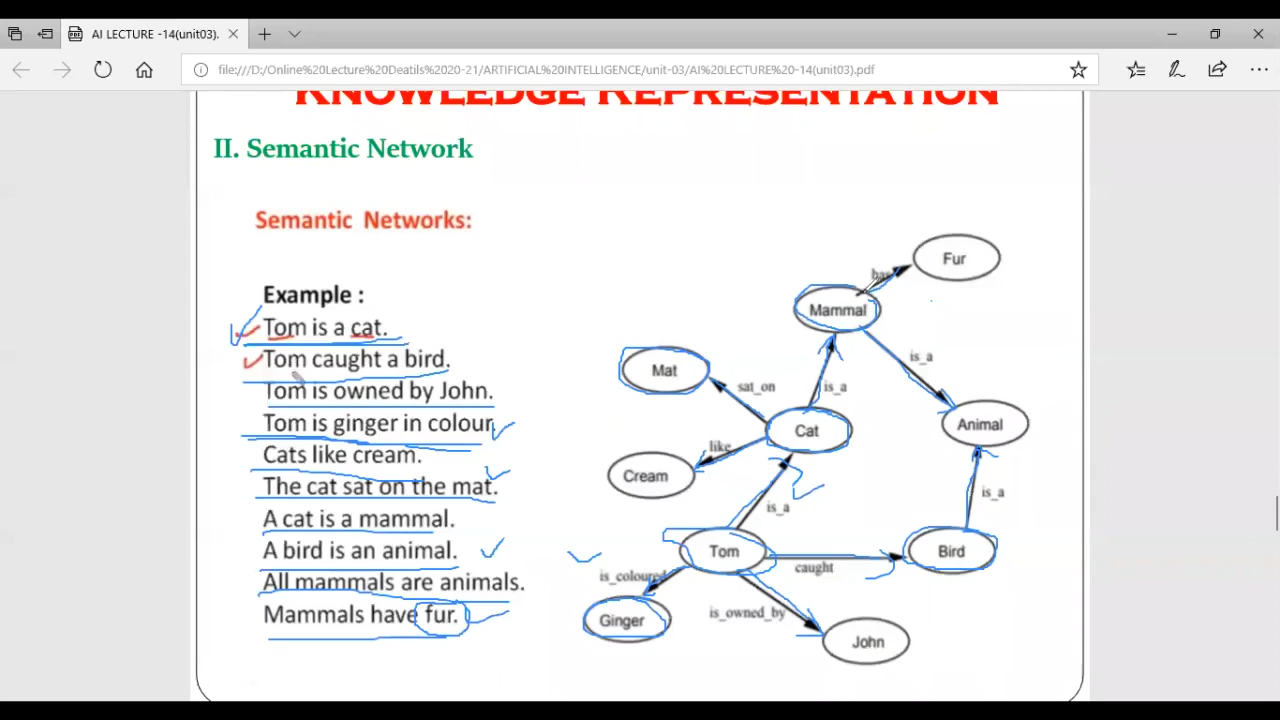 AI LECTURE -14(unit03).
file:///D:/Online%20Lecture%20Deatils%2020-21/ARTIFICIAL%20INTELLIGENCE/unit-03/AI%20LECTURE%20-14(unit03).pdf
KNOWLEDGE REPRESENTATION
II. Semantic Network
Semantic Networks:
Example :
Tom is a cat.
Tom caught a bird.
Tom is owned by John.
Tom is ginger in colour
Cats like cream.
The cat sat on the mat.
A cat is a mammal.
A bird is an animal.
All mammals are animals.
Mammals have fur.
Fur
has
Mammal
is_a
Mat
sat_on
is_a
Animal
Cat
like
Cream
is_a
is_a
Tom
Bird
caught
is_coloured
is_owned_by
Ginger
John